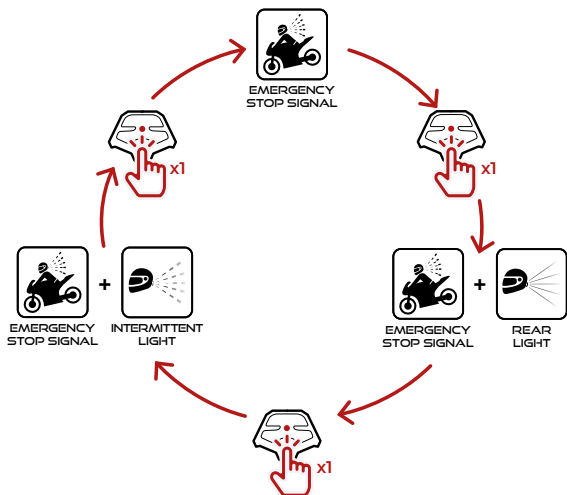 EMERGENCY
STOP SIGNAL
x1
x1
+
EMERGENCY
STOP SIGNAL
INTERMITTENT
LIGHT
+
EMERGENCY
STOP SIGNAL
REAR
LIGHT
x1